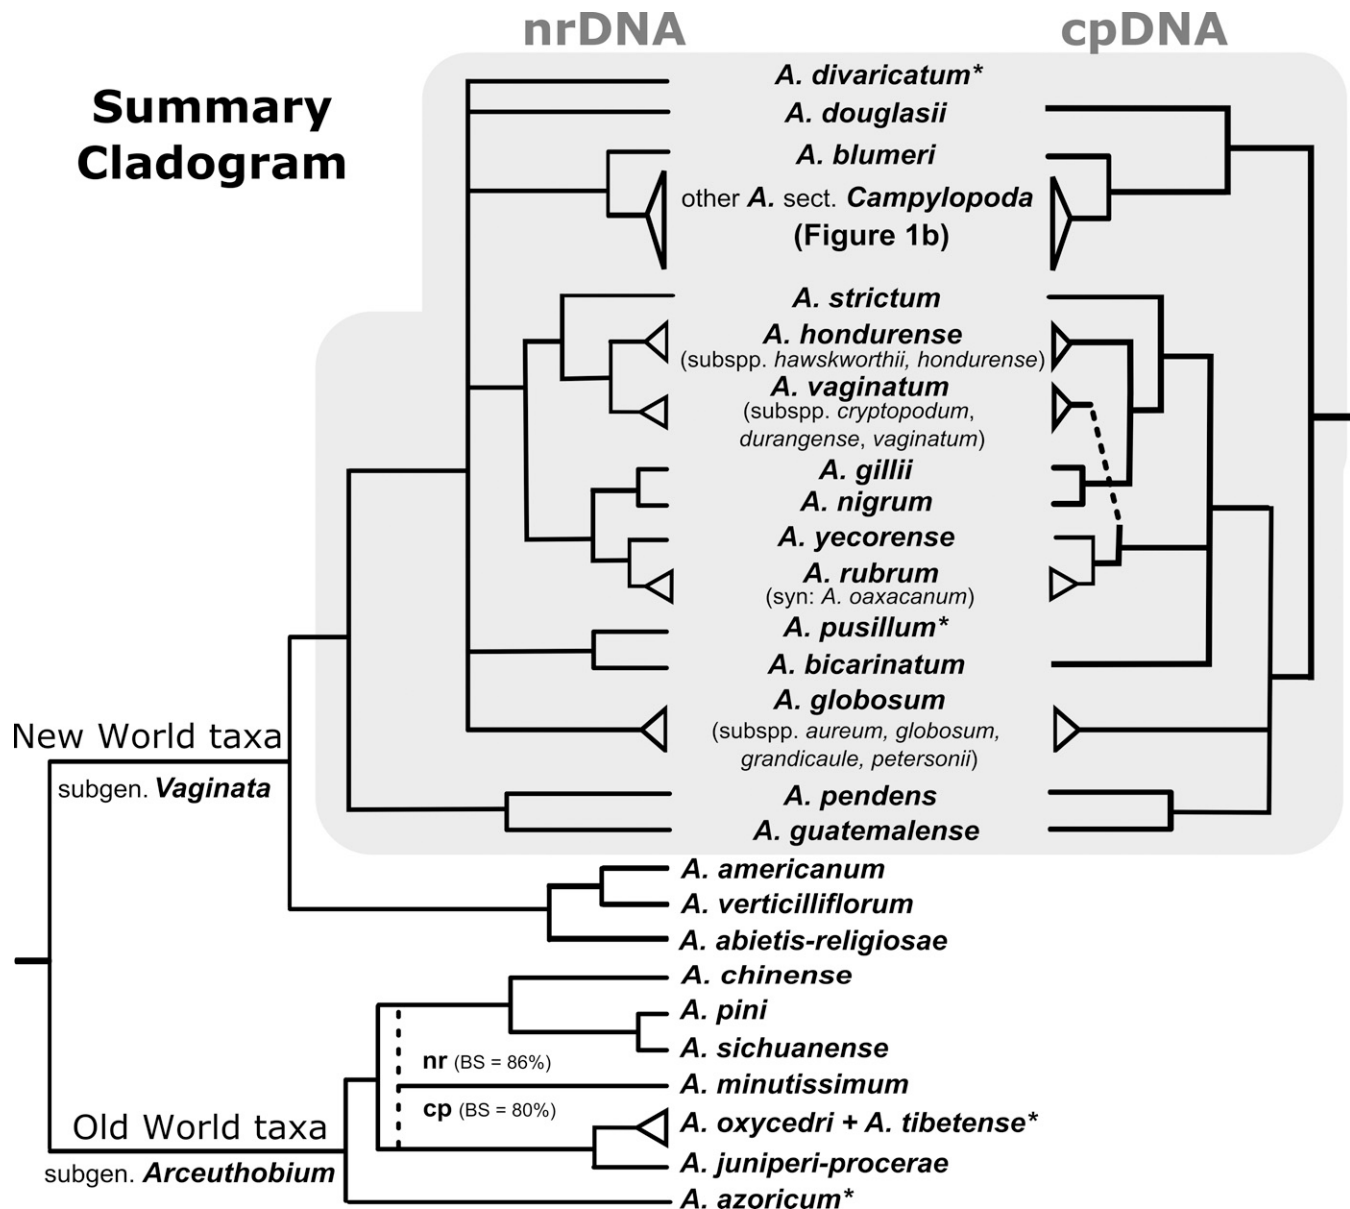 nrDNA
cpDNA
Summary
Cladogram
A. divaricatum*
A. douglasii
A. blumeri
other A. sect. Campylopoda
(Figure 1b)
A. strictum
A. hondurense
(subspp. hawskworthii, hondurense)
A. vaginatum
(subspp. cryptopodum,
durangense, vaginatum)
A. gillii
A. nigrum
A. yecorense
A. rubrum
(syn: A. oaxacanum)
A. pusillum*
A. bicarinatum
A. globosum
(subspp. aureum, globosum,
grandicaule, petersonii)
New World taxa
subgen. Vaginata
A. pendens
A. guatemalense
A. americanum
A. verticilliflorum
A. abietis-religiosae
A. chinense
A. pini
A. sichuanense
nr (BS = 86%)
A. minutissimum
cp (BS = 80%)
A. oxycedri + A. tibetense*
Old World taxa
subgen. Arceuthobium
A. juniperi-procerae
A. azoricum*